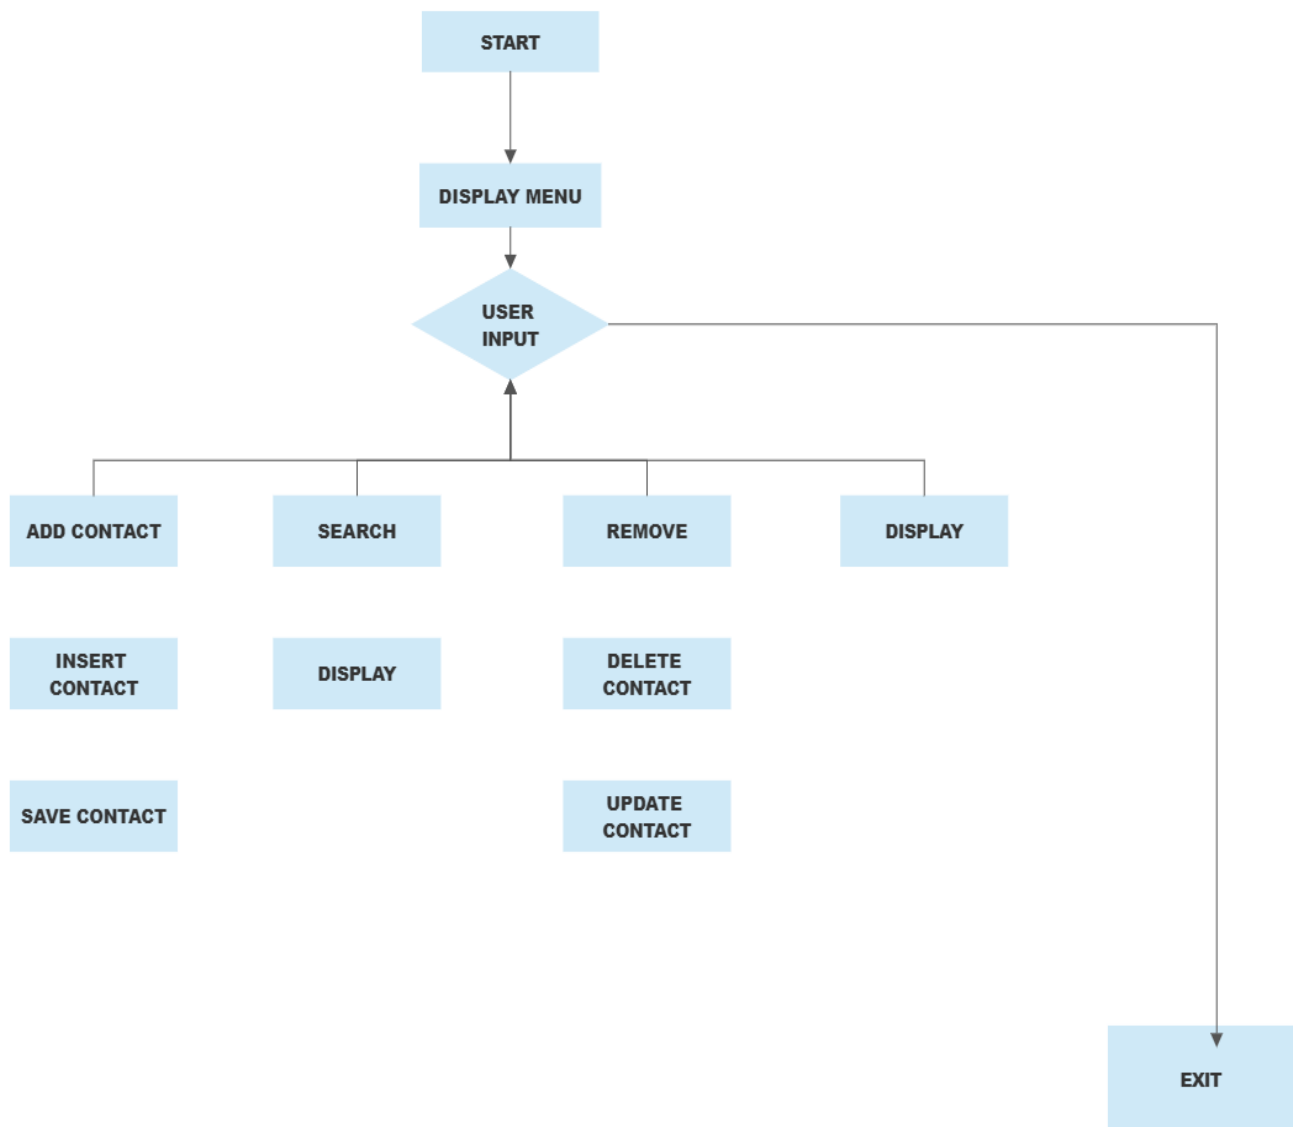 START
DISPLAY MENU
USER
INPUT
ADD CONTACT
SEARCH
REMOVE
DISPLAY
INSERT
CONTACT
DISPLAY
DELETE
CONTACT
SAVE CONTACT
UPDATE
CONTACT
EXIT